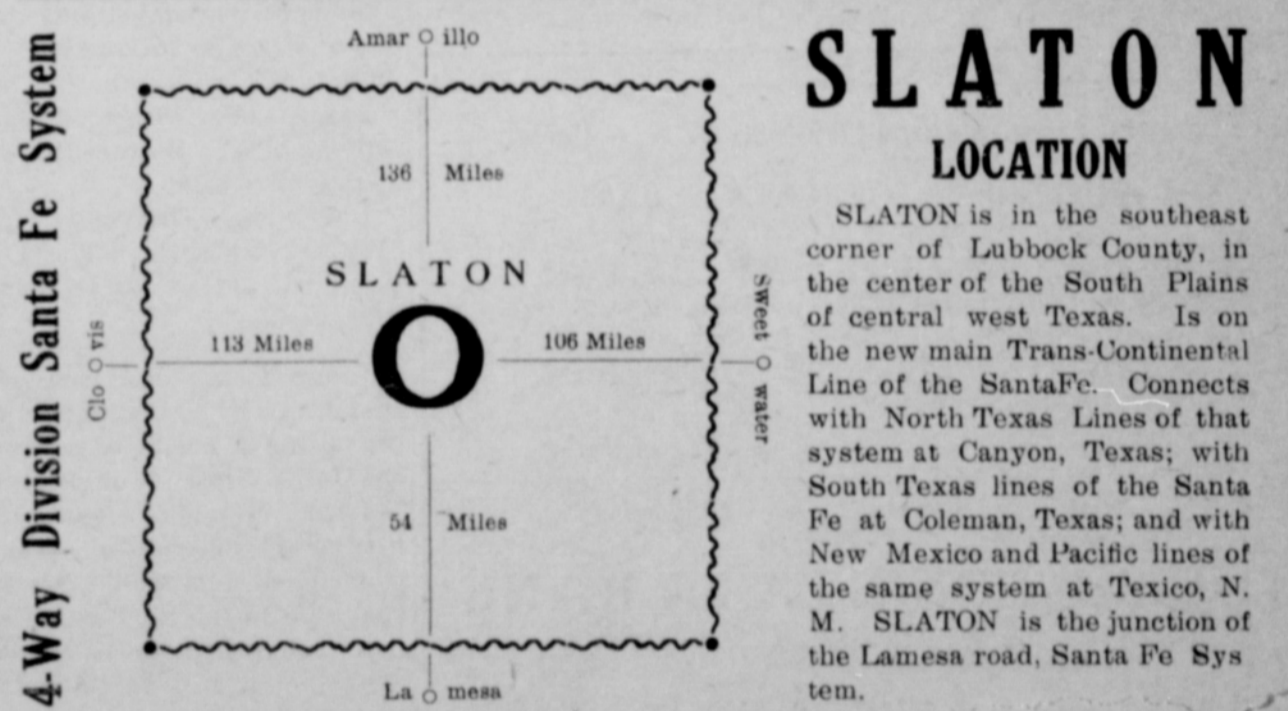 4-Way Division Santa Fe System
Amar O illo
136 Miles
SLATON
O
113 Miles
106 Miles
Clo O vis
Sweet O water
54 Miles
La O mesa
SLATON
LOCATION
SLATON is in the southeast
corner of Lubbock County, in
the center of the South Plains
of central west Texas. Is on
the new main Trans-Continental
Line of the SantaFe. Connects
with North Texas Lines of that
system at Canyon, Texas; with
South Texas lines of the Santa
Fe at Coleman, Texas; and with
New Mexico and Pacific lines of
the same system at Texico, N.
M. SLATON is the junction of
the Lamesa road, Santa Fe Sys
tem.